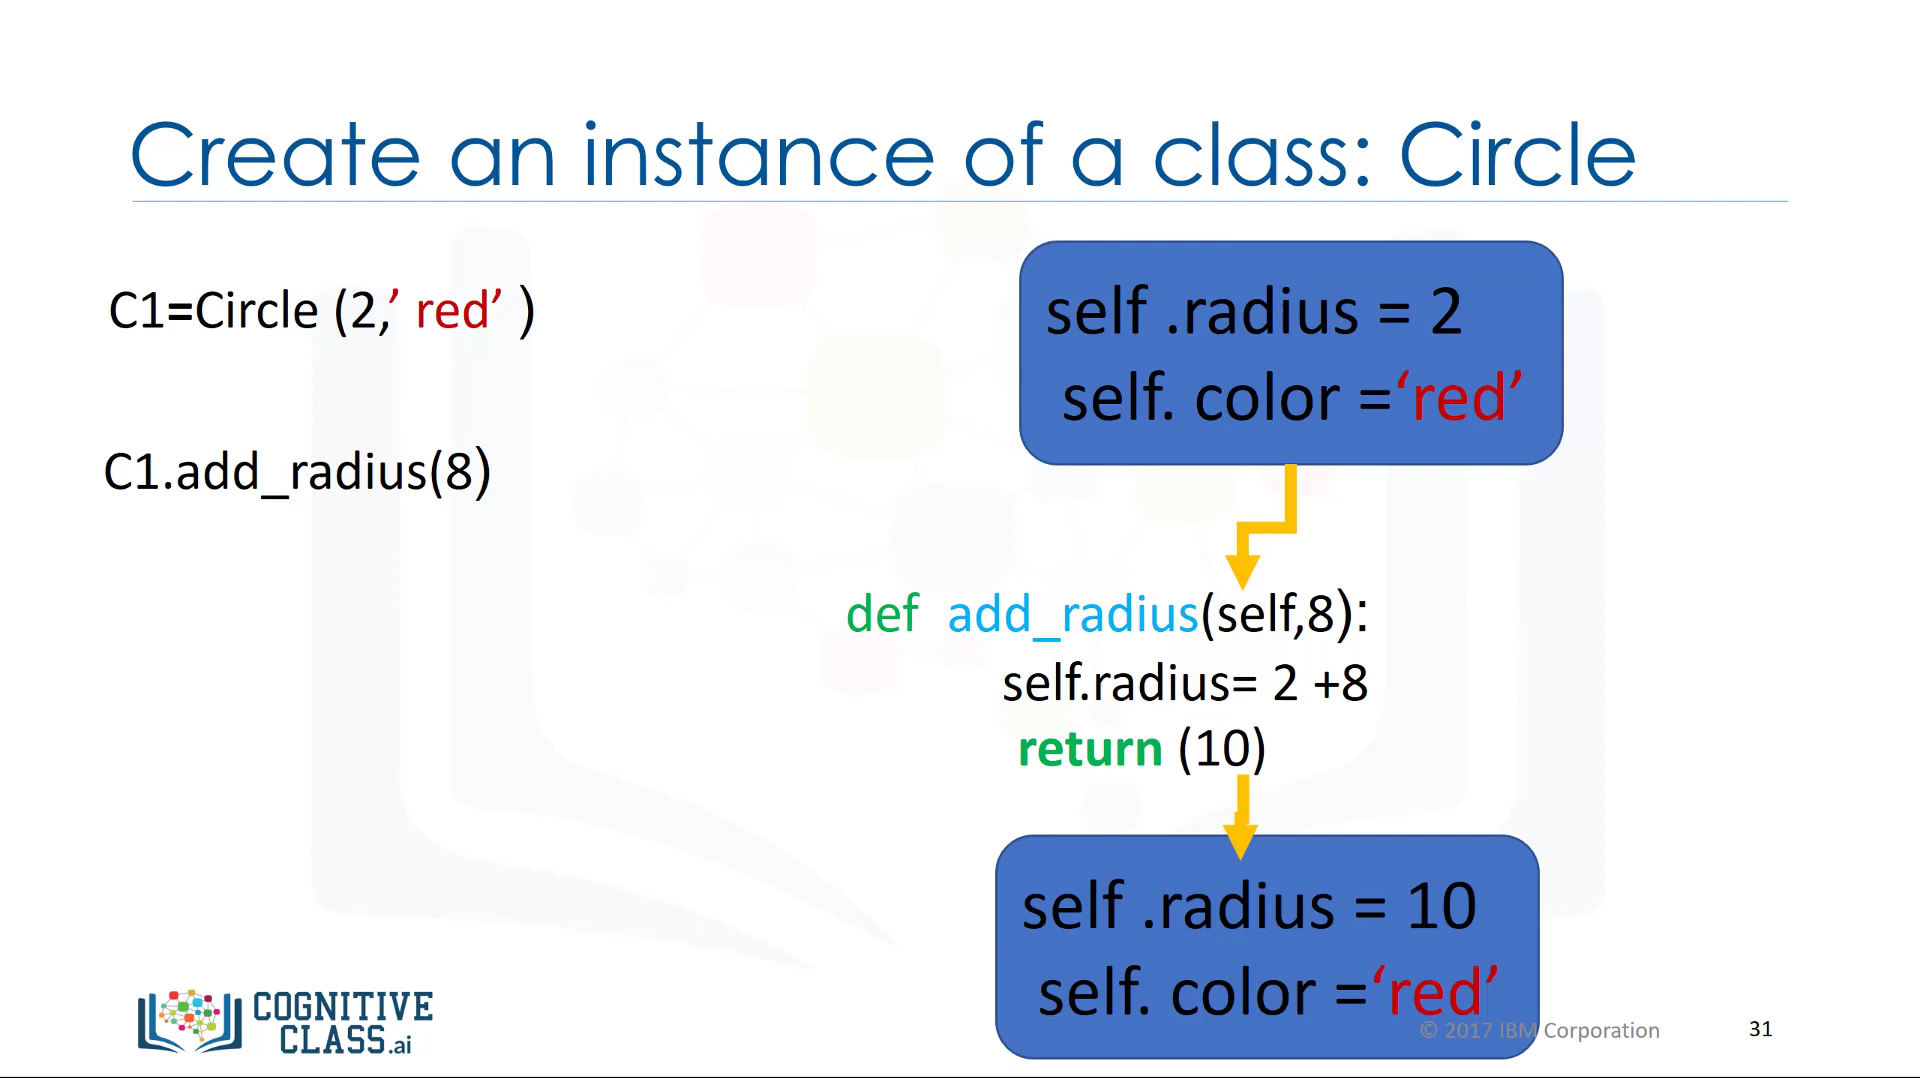 Create an instance of a class: Circle
C1=Circle (2,’ red’ )
C1.add_radius(8)
self .radius = 2
self. color =‘red’
def add_radius(self,8):
self.radius= 2 +8
return (10)
self .radius = 10
self. color =‘red’
COGNITIVE
CLASS.ai
© 2017 IBM Corporation
31